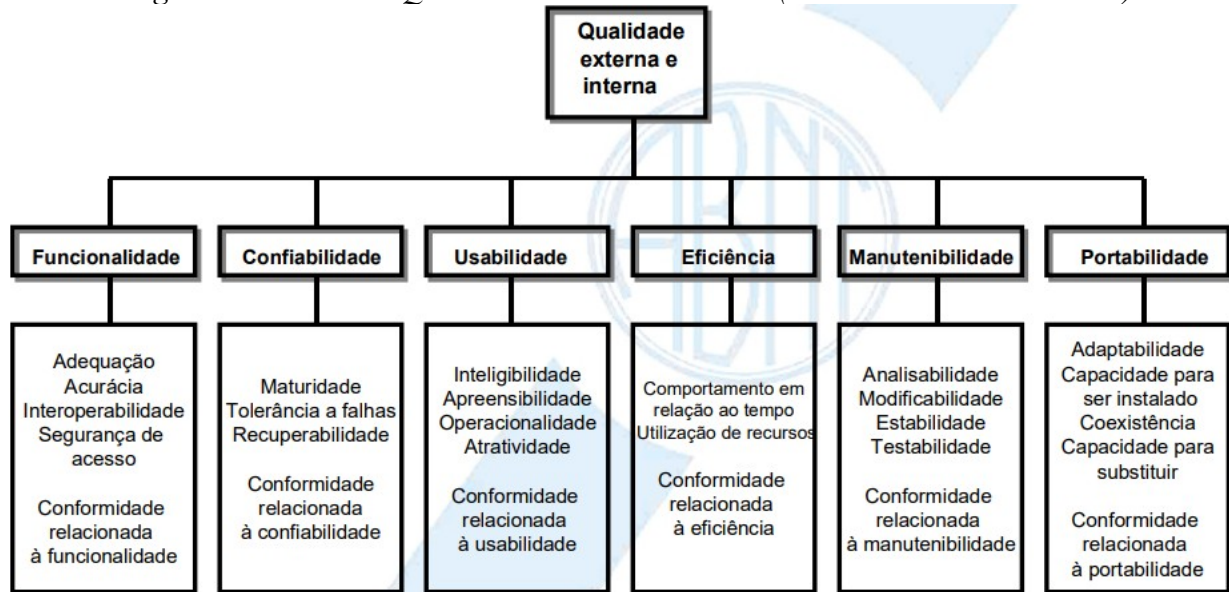 Qualidade
externa e
interna
ABNT
Funcionalidade
Confiabilidade
Usabilidade
Eficiência
Manutenibilidade
Portabilidade
Adequação
Acurácia
Interoperabilidade
Segurança de
acesso
Conformidade
relacionada
à funcionalidade
Maturidade
Tolerância a falhas
Recuperabilidade
Conformidade
relacionada
à confiabilidade
Inteligibilidade
Apreensibilidade
Operacionalidade
Atratividade
Conformidade
relacionada
à usabilidade
Comportamento em
relação ao tempo
Utilização de recursos
Conformidade
relacionada
à eficiência
Analisabilidade
Modificabilidade
Estabilidade
Testabilidade
Conformidade
relacionada
à manutenibilidade
Adaptabilidade
Capacidade para
ser instalado
Coexistência
Capacidade para
substituir
Conformidade
relacionada
à portabilidade